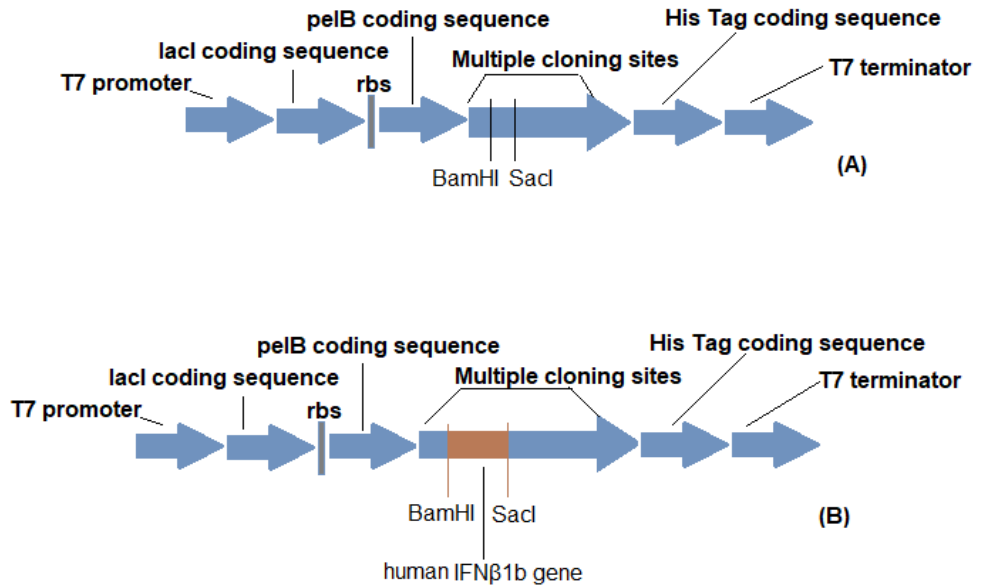 pelB coding sequence
His Tag coding sequence
lacI coding sequence
Multiple cloning sites
T7 promoter
rbs
T7 terminator
BamHI
SacI
(A)
pelB coding sequence
His Tag coding sequence
lacI coding sequence
Multiple cloning sites
T7 terminator
T7 promoter
rbs
BamHI
SacI
(B)
human IFNβ1b gene